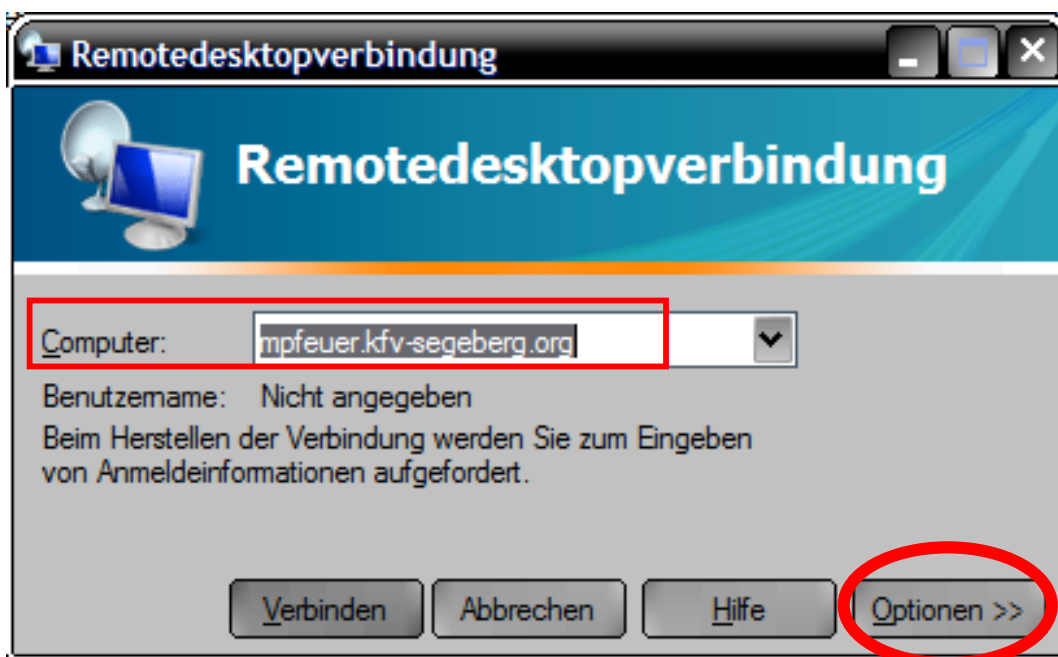 Remotedesktopverbindung
Remotedesktopverbindung
Computer: mpfeuer.kfv-segeberg.org
Benutzername: Nicht angegeben
Beim Herstellen der Verbindung werden Sie zum Eingeben
von Anmeldeinformationen aufgefordert.
Verbinden Abbrechen Hilfe Optionen >>